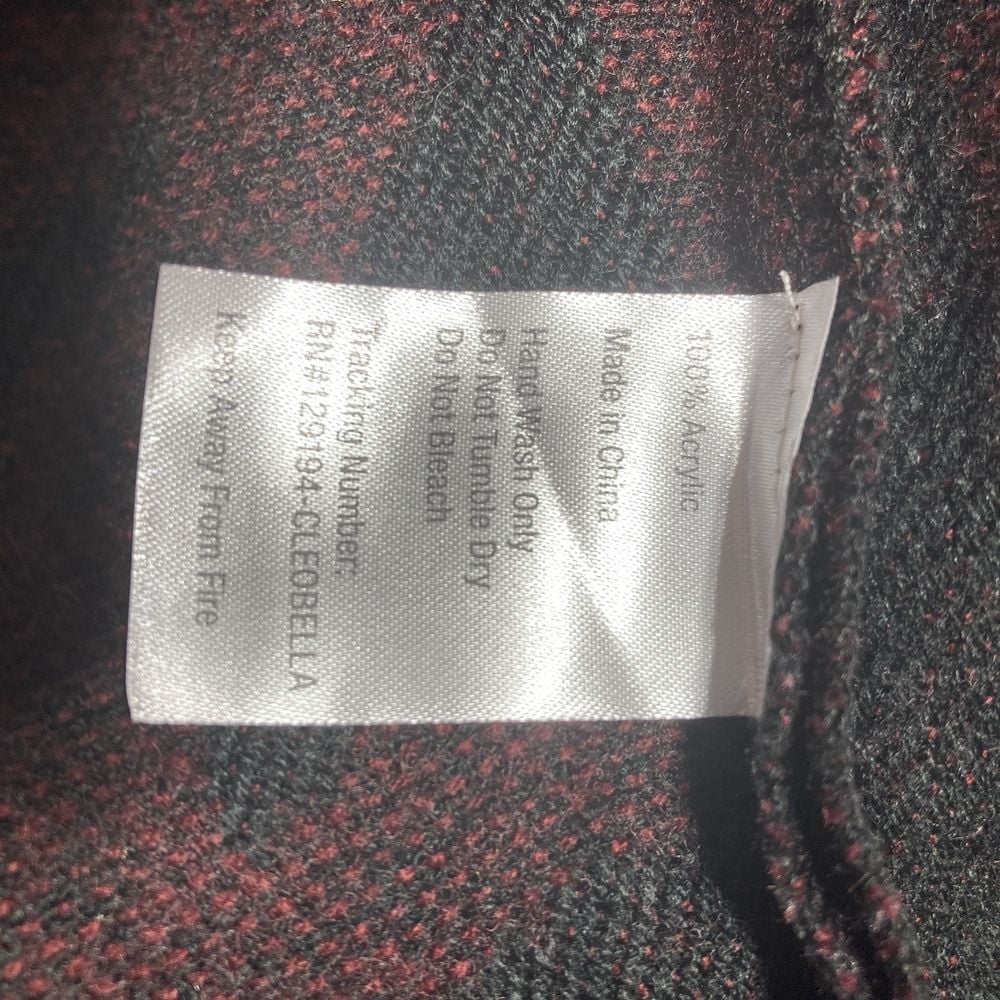 100% Acrylic
Made in China
Hand Wash Only
Do Not Tumble Dry
Do Not Bleach
Tracking Number:
RN#129194-CLEOBELLA
Keep Away From Fire